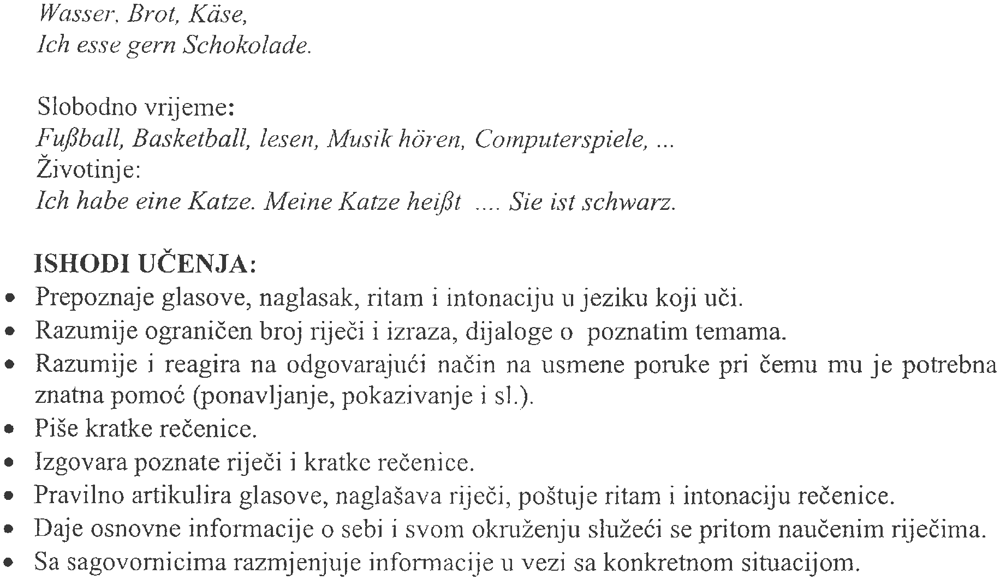 Wasser, Brot, Käse,
Ich esse gern Schokolade.
Slobodno vrijeme:
Fußball, Basketball, lesen, Musik hören, Computerspiele, ...
Životinje:
Ich habe eine Katze. Meine Katze heißt .... Sie ist schwarz.
ISHODI UČENJA:
• Prepoznaje glasove, naglasak, ritam i intonaciju u jeziku koji uči.
• Razumije ograničen broj riječi i izraza, dijaloge o poznatim temama.
• Razumije i reagira na odgovarajući način na usmene poruke pri čemu mu je potrebna
znatna pomoć (ponavljanje, pokazivanje i sl.).
• Piše kratke rečenice.
• Izgovara poznate riječi i kratke rečenice.
• Pravilno artikulira glasove, naglašava riječi, poštuje ritam i intonaciju rečenice.
• Daje osnovne informacije o sebi i svom okruženju služeći se pritom naučenim riječima.
• Sa sagovornicima razmjenjuje informacije u vezi sa konkretnom situacijom.